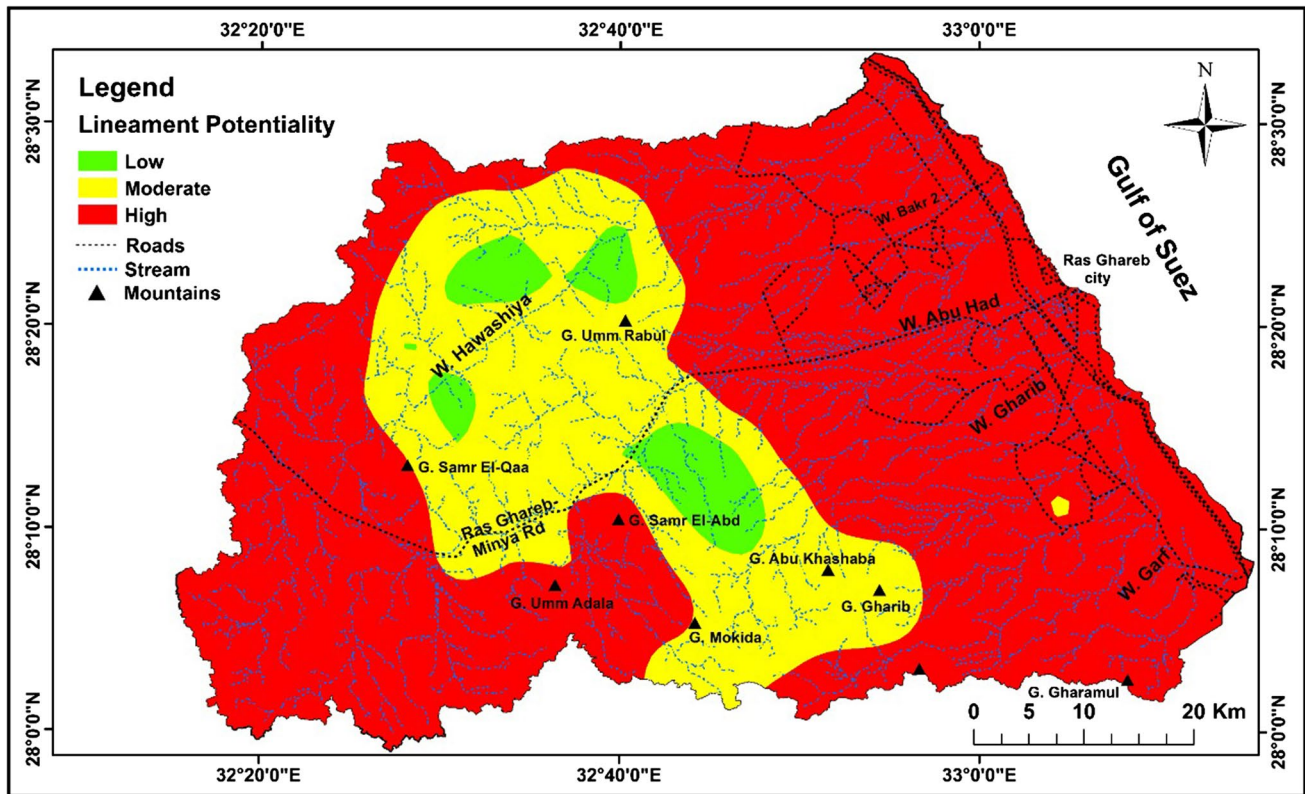 32°20'0"E
32°40'0"E
33°0'0"E
Legend
Lineament Potentiality
Low
Moderate
High
Roads
Stream
Mountains
N
28°30'0"N
28°30'0"N
Gulf of Suez
W. Bakr 2
Ras Ghareb
city
W. Abu Had
28°20'0"N
28°20'0"N
W. Hawashiya
G. Umm Rabul
W. Gharib
G. Samr El-Qaa
Ras Ghareb-
Minya Rd
G. Samr El-Abd
28°10'0"N
28°10'0"N
G. Abu Khashaba
W. Garf
G. Umm Adala
G. Gharib
G. Mokida
G. Gharamul
0 5 10 20 Km
28°0'0"N
28°0'0"N
32°20'0"E
32°40'0"E
33°0'0"E